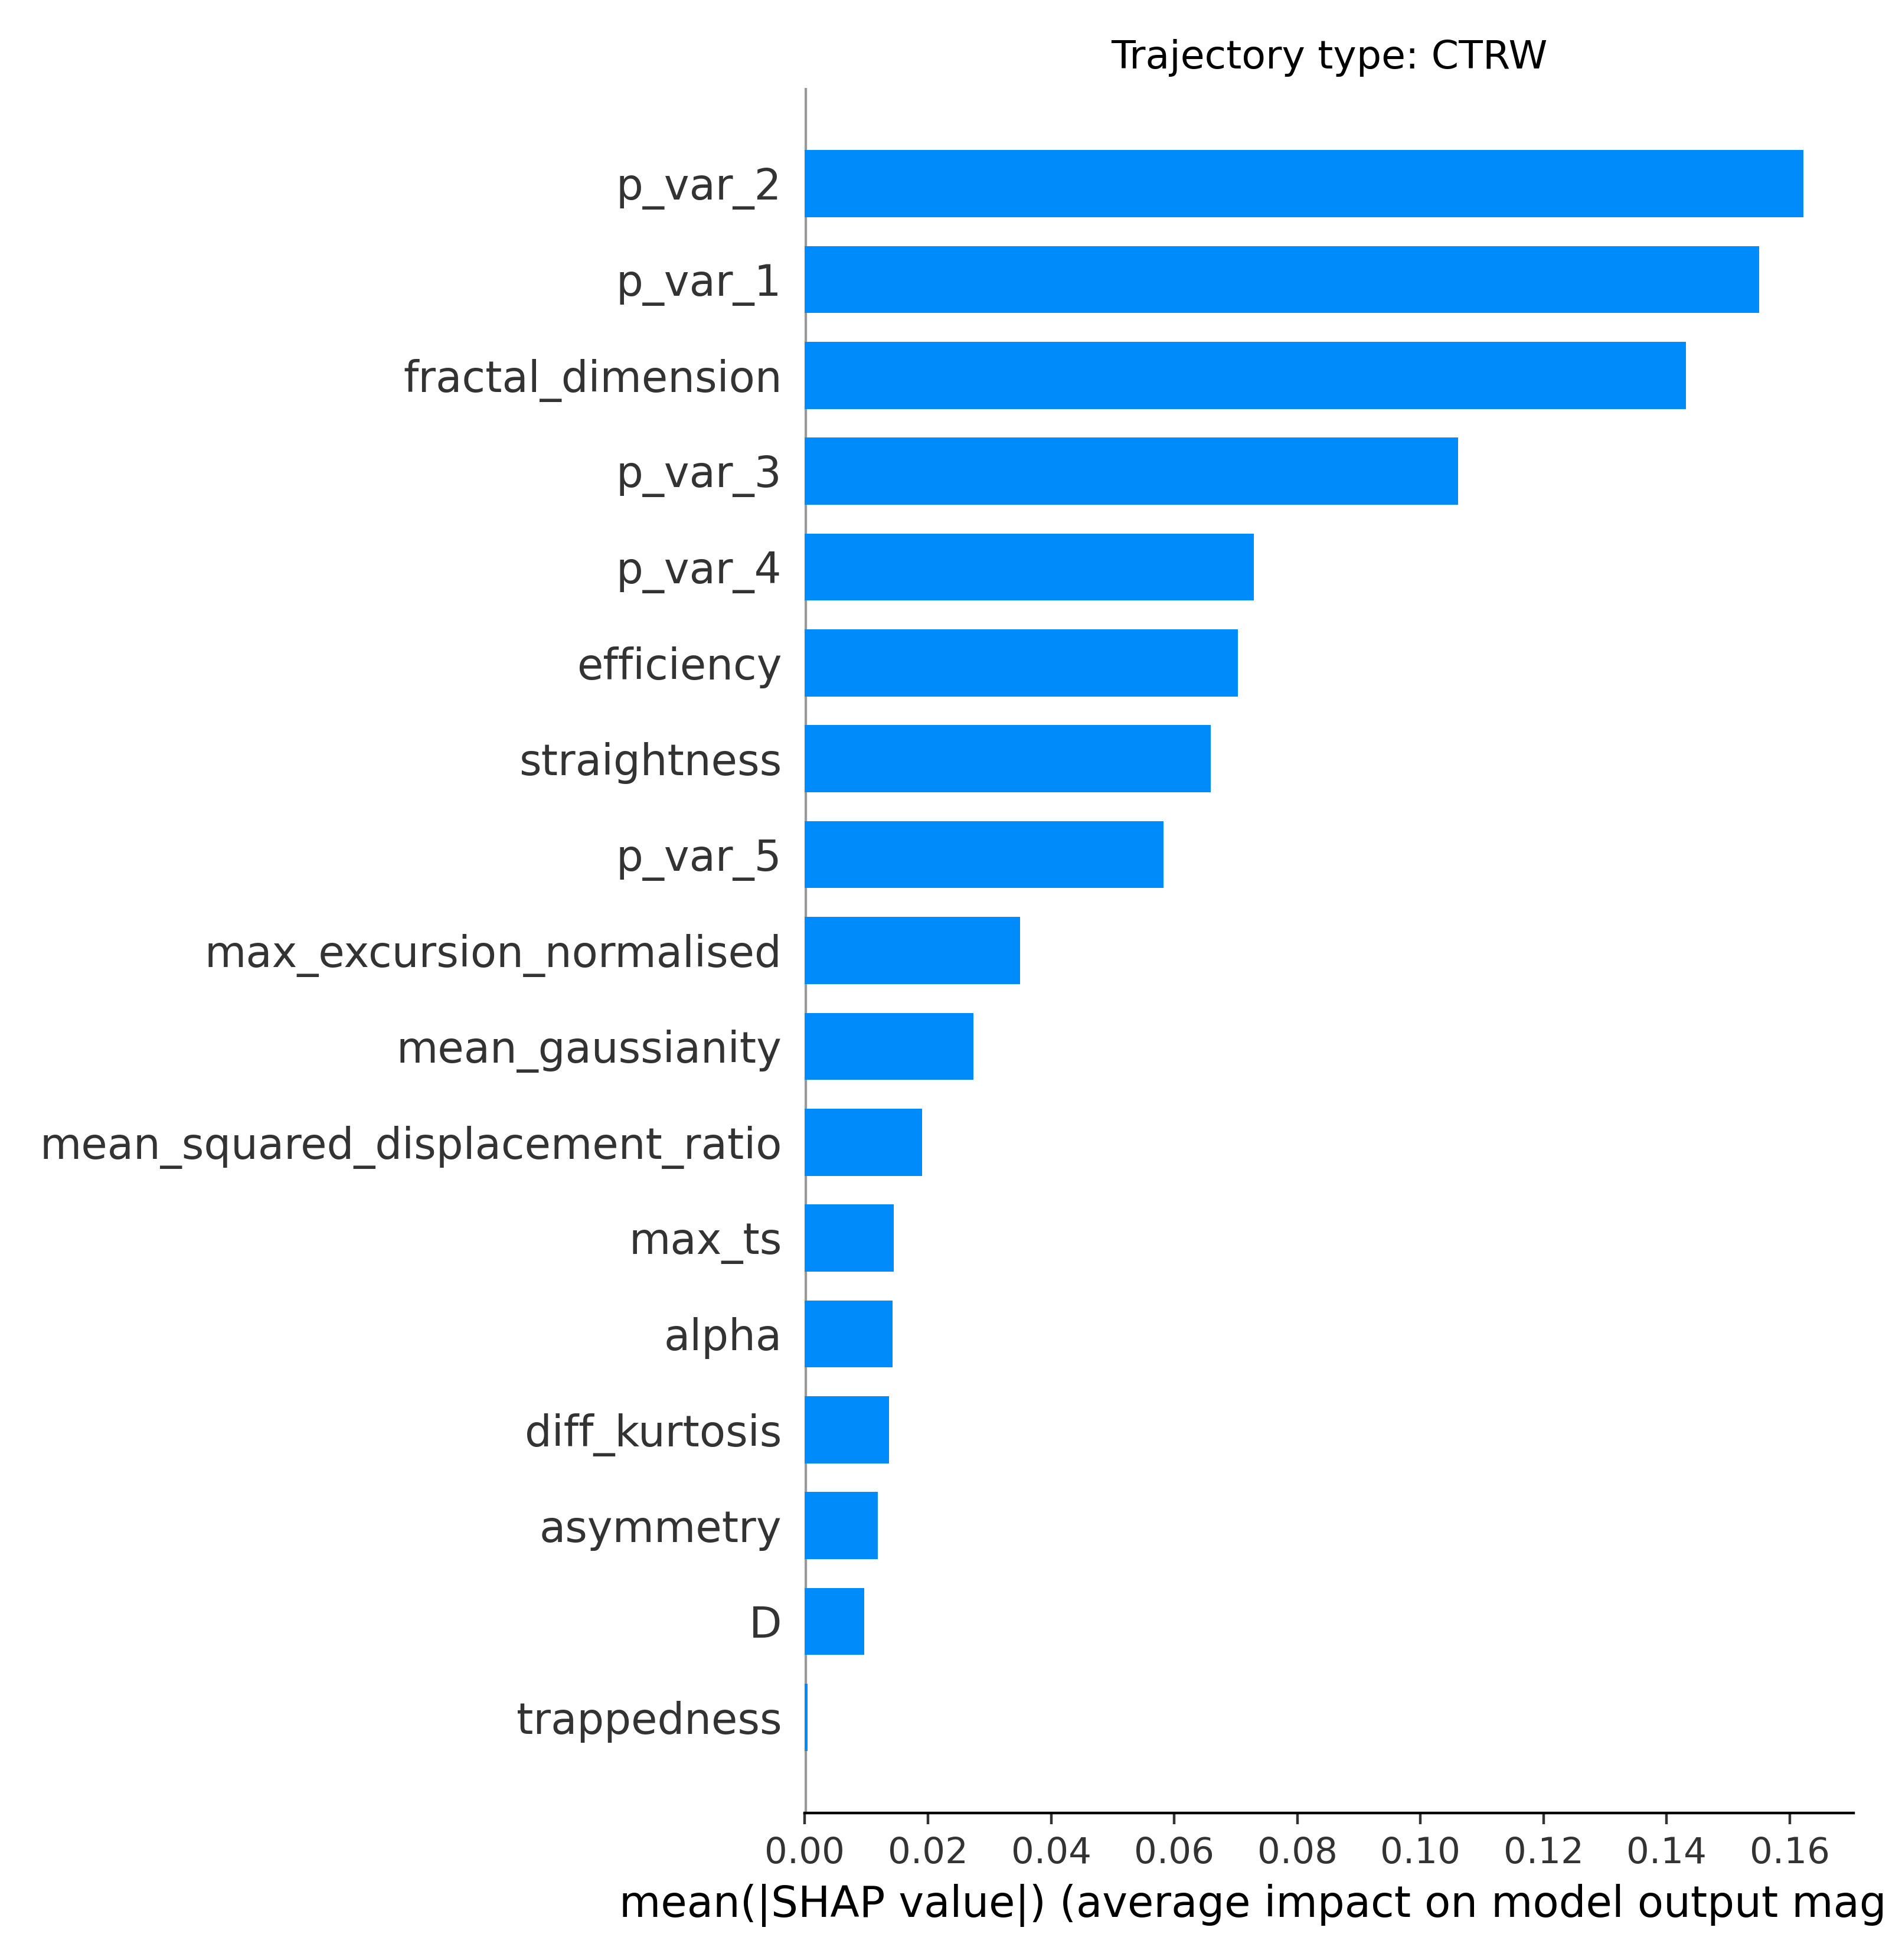 Trajectory type: CTRW
p_var_2
p_var_1
fractal_dimension
p_var_3
p_var_4
efficiency
straightness
p_var_5
max_excursion_normalised
mean_gaussianity
mean_squared_displacement_ratio
max_ts
alpha
diff_kurtosis
asymmetry
D
trappedness
0.00 0.02 0.04 0.06 0.08 0.10 0.12 0.14 0.16
mean(|SHAP value|) (average impact on model output mag